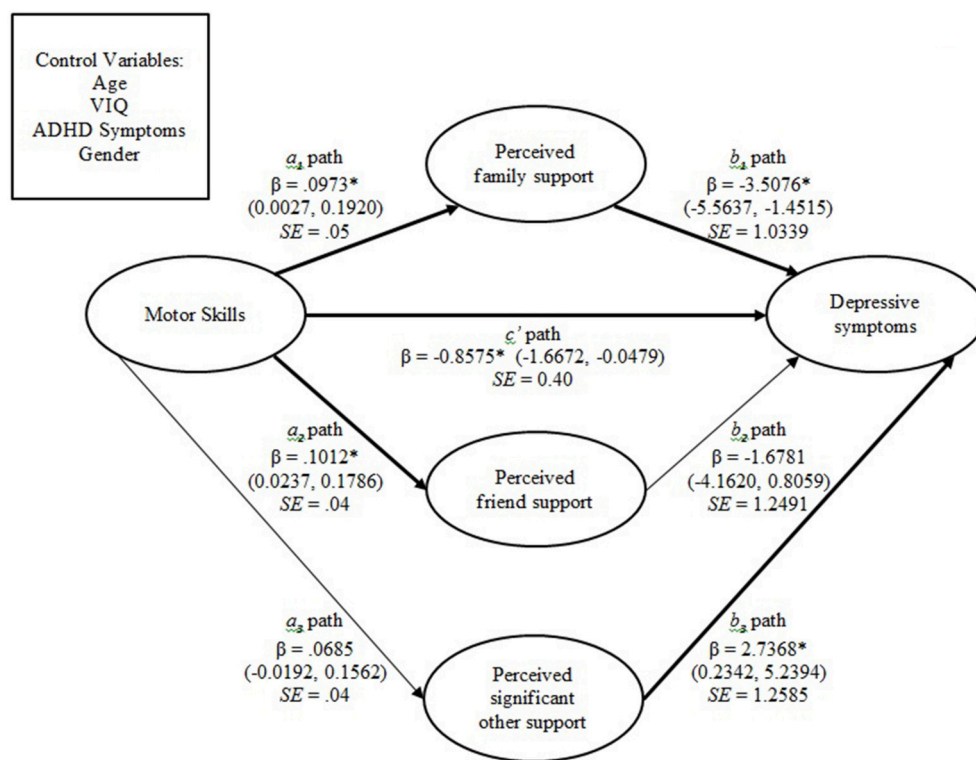 Control Variables:
Age
VIQ
ADHD Symptoms
Gender
a₁ path
β = .0973*
(0.0027, 0.1920)
SE = .05
Perceived
family support
b₁ path
β = -3.5076*
(-5.5637, -1.4515)
SE = 1.0339
Motor Skills
c' path
β = -0.8575* (-1.6672, -0.0479)
SE = 0.40
Depressive
symptoms
a₂ path
β = .1012*
(0.0237, 0.1786)
SE = .04
Perceived
friend support
b₂ path
β = -1.6781
(-4.1620, 0.8059)
SE = 1.2491
a₃ path
β = .0685
(-0.0192, 0.1562)
SE = .04
Perceived
significant
other support
b₃ path
β = 2.7368*
(0.2342, 5.2394)
SE = 1.2585